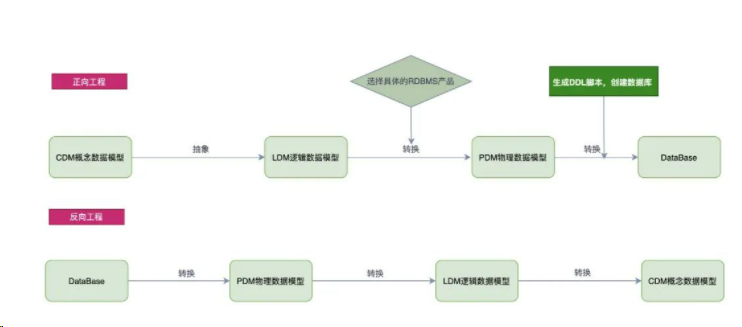 正向工程
选择具体的RDBMS产品
生成DDL脚本，创建数据库
CDM概念数据模型
抽象
LDM逻辑数据模型
转换
PDM物理数据模型
转换
DataBase
反向工程
DataBase
转换
PDM物理数据模型
转换
LDM逻辑数据模型
转换
CDM概念数据模型